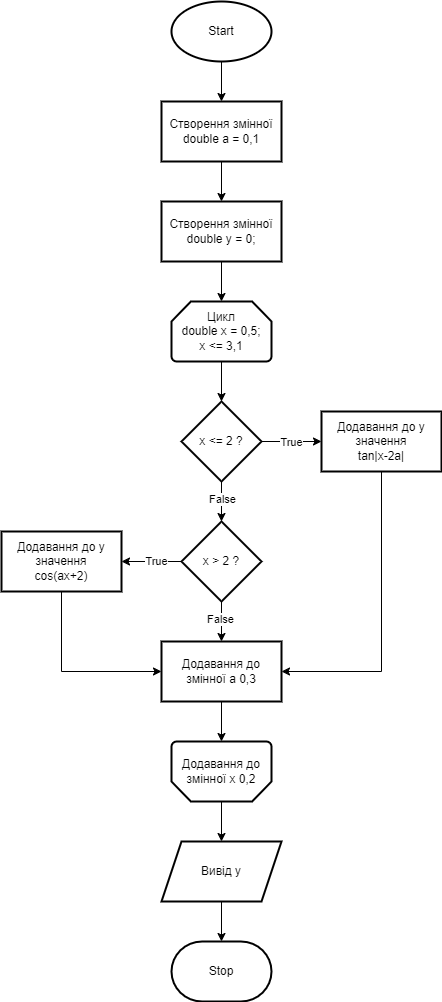 Start
Створення змінної
double a = 0,1
Створення змінної
double y = 0;
Цикл
double x = 0,5;
x <= 3,1
x <= 2 ?
True
Додавання до у
значення
tan|x-2a|
False
x > 2 ?
True
Додавання до у
значення
cos(ax+2)
False
Додавання до
змінної а 0,3
Додавання до
змінної х 0,2
Вивід у
Stop